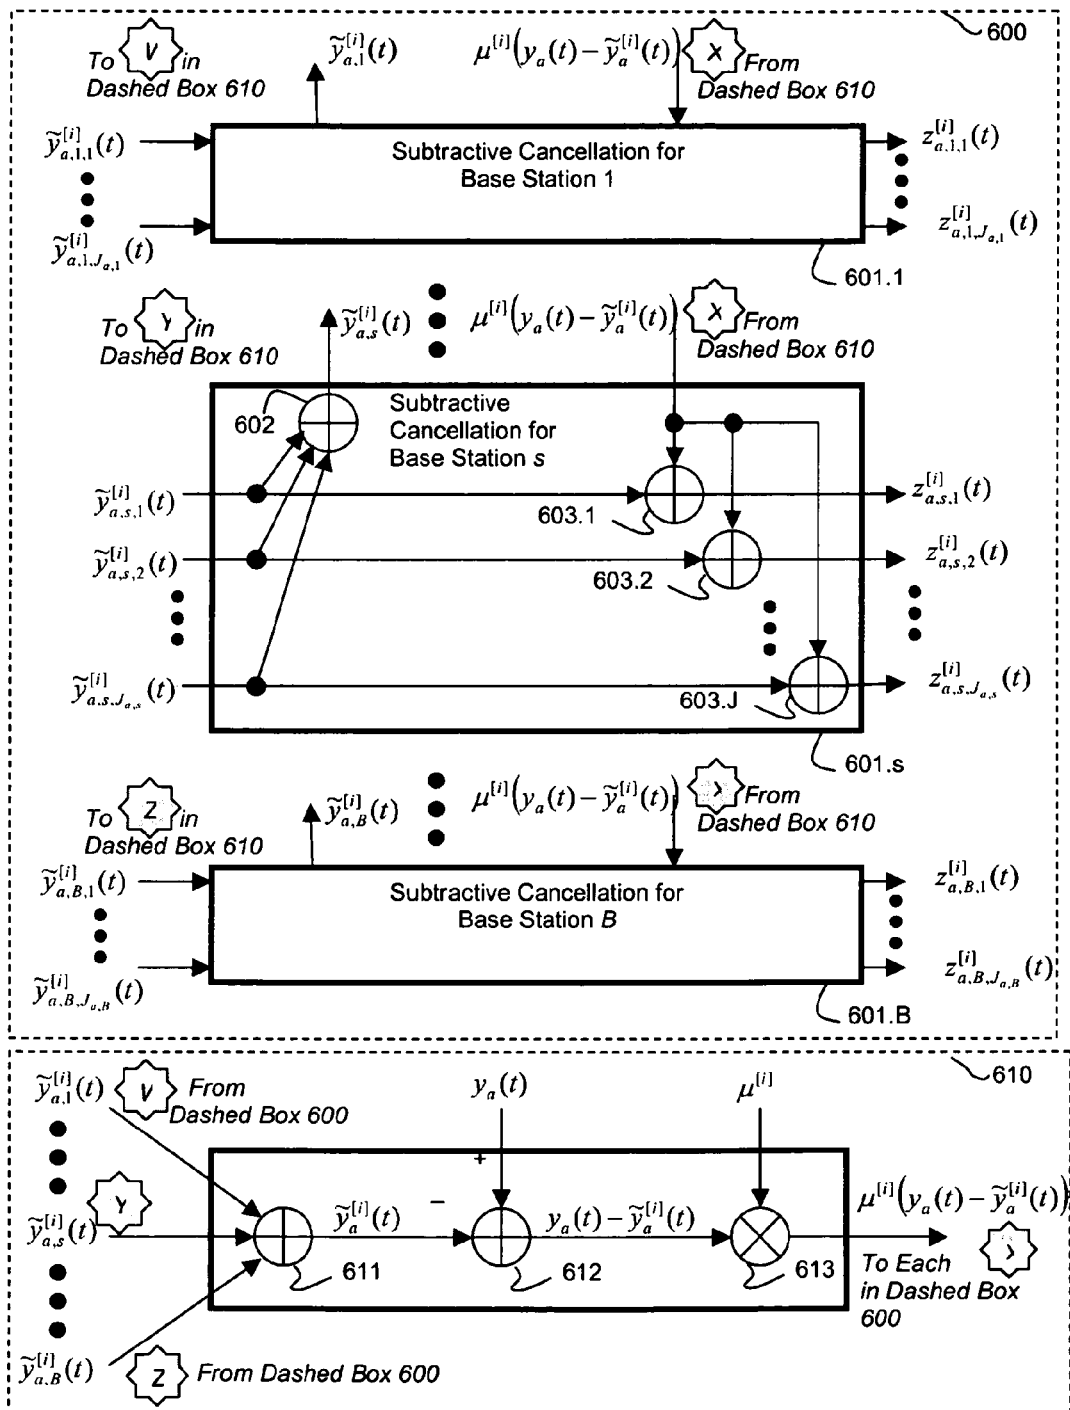 600
To V in
Dashed Box 610
ỹ_{a,1}^{[i]}(t)
μ^{[i]}(y_a(t) − ỹ_a^{[i]}(t))
X From
Dashed Box 610
ỹ_{a,1,1}^{[i]}(t)
ỹ_{a,1,J_{a,1}}^{[i]}(t)
Subtractive Cancellation for
Base Station 1
z_{a,1,1}^{[i]}(t)
z_{a,1,J_{a,1}}^{[i]}(t)
601.1
To Y in
Dashed Box 610
ỹ_{a,s}^{[i]}(t)
μ^{[i]}(y_a(t) − ỹ_a^{[i]}(t))
X From
Dashed Box 610
602
Subtractive
Cancellation for
Base Station s
ỹ_{a,s,1}^{[i]}(t)
603.1
z_{a,s,1}^{[i]}(t)
ỹ_{a,s,2}^{[i]}(t)
603.2
z_{a,s,2}^{[i]}(t)
ỹ_{a,s,J_{a,s}}^{[i]}(t)
603.J
z_{a,s,J_{a,s}}^{[i]}(t)
601.s
To Z in
Dashed Box 610
ỹ_{a,B}^{[i]}(t)
μ^{[i]}(y_a(t) − ỹ_a^{[i]}(t))
From
Dashed Box 610
ỹ_{a,B,1}^{[i]}(t)
ỹ_{a,B,J_{a,B}}^{[i]}(t)
Subtractive Cancellation for
Base Station B
z_{a,B,1}^{[i]}(t)
z_{a,B,J_{a,B}}^{[i]}(t)
601.B
610
ỹ_{a,1}^{[i]}(t)
V From
Dashed Box 600
y_a(t)
μ^{[i]}
+
−
Y
ỹ_{a,s}^{[i]}(t)
ỹ_a^{[i]}(t)
y_a(t) − ỹ_a^{[i]}(t)
μ^{[i]}(y_a(t) − ỹ_a^{[i]}(t))
611
612
613
To Each
in Dashed Box
600
ỹ_{a,B}^{[i]}(t)
Z From Dashed Box 600